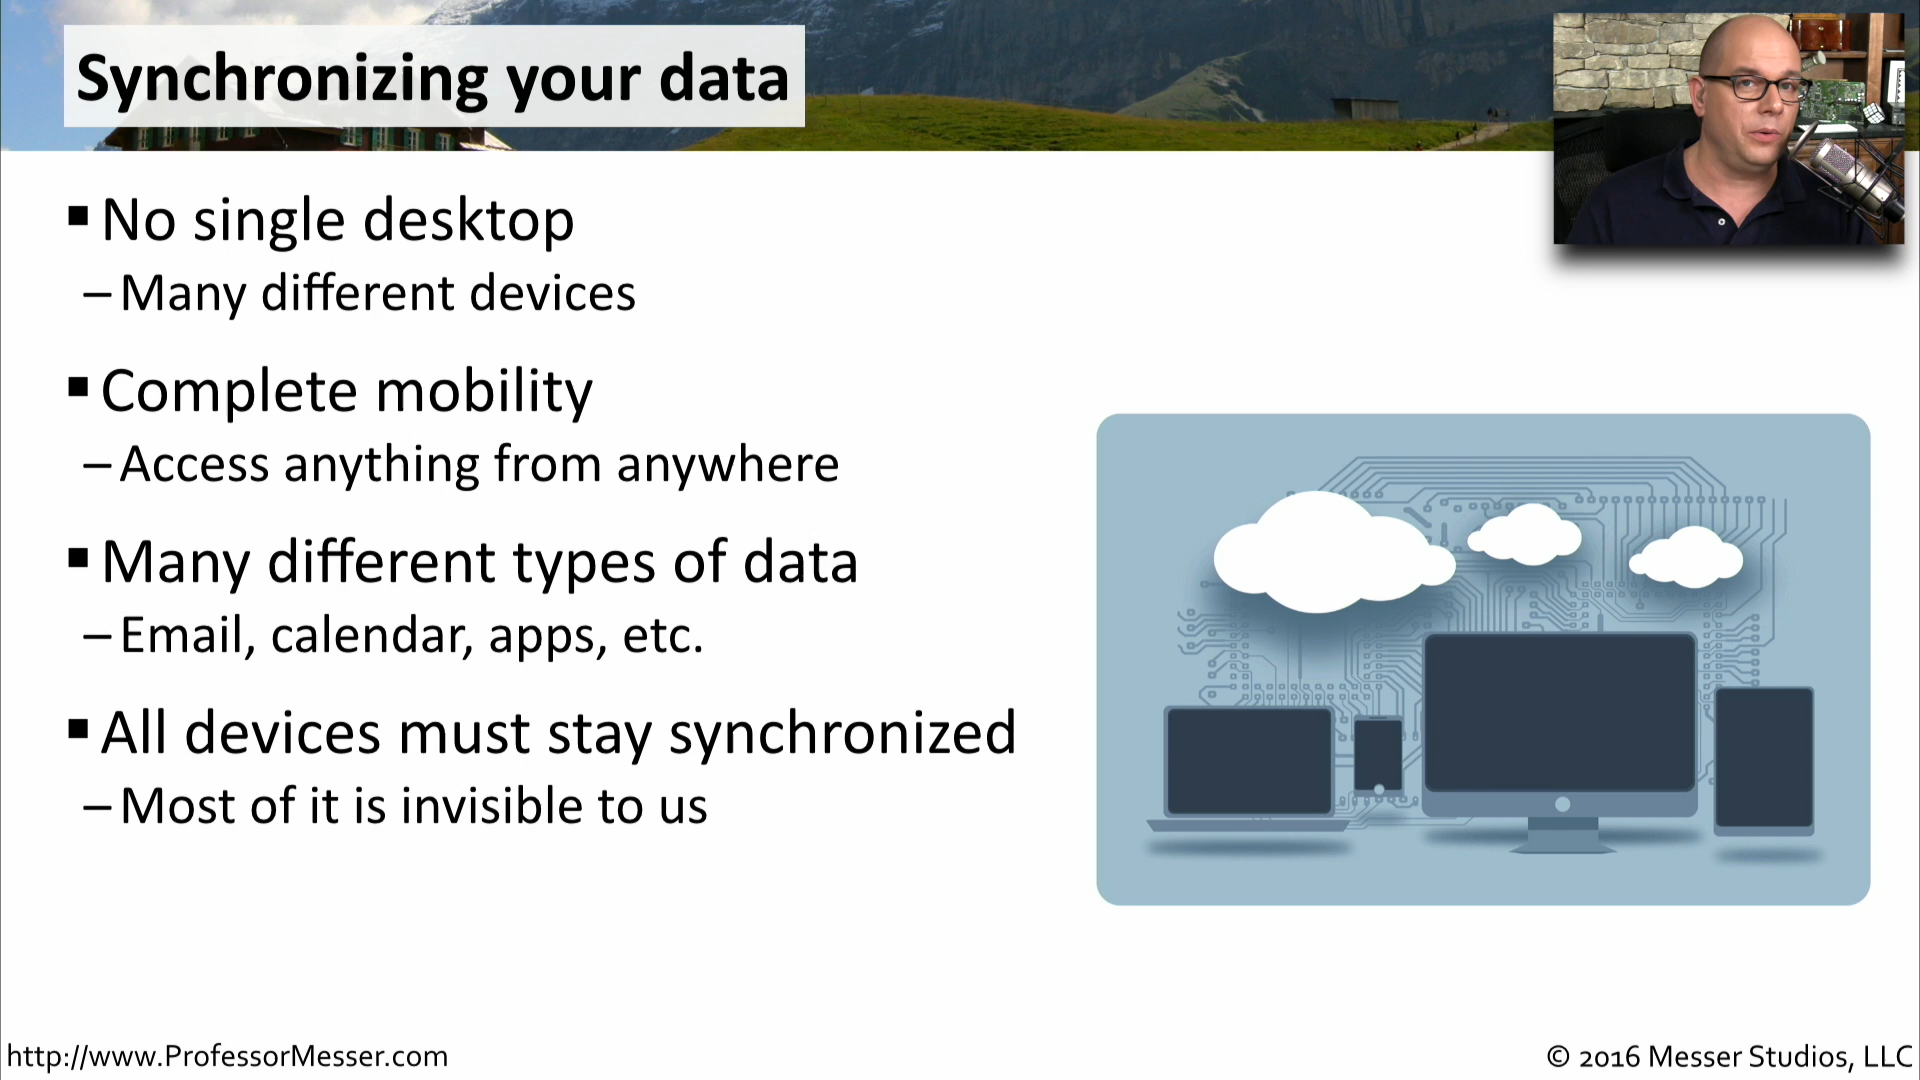 Synchronizing your data
▪ No single desktop
– Many different devices
▪ Complete mobility
– Access anything from anywhere
▪ Many different types of data
– Email, calendar, apps, etc.
▪ All devices must stay synchronized
– Most of it is invisible to us
http://www.ProfessorMesser.com
© 2016 Messer Studios, LLC